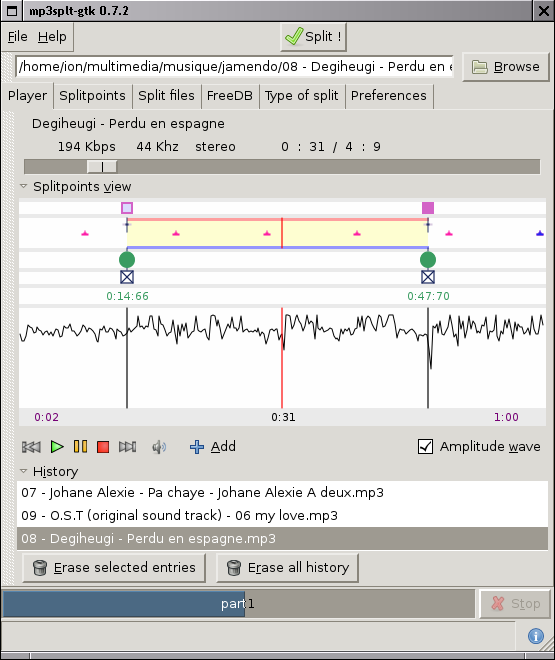 mp3splt-gtk 0.7.2
File Help Split !
/home/ion/multimedia/musique/jamendo/08 - Degiheugi - Perdu en Browse
Player Splitpoints Split files FreeDB Type of split Preferences
Degiheugi - Perdu en espagne
194 Kbps 44 Khz stereo 0 : 31 / 4 : 9
Splitpoints view
0:14:66 0:47:70
0:02 0:31 1:00
Add Amplitude wave
History
07 - Johane Alexie - Pa chaye - Johane Alexie A deux.mp3
09 - O.S.T (original sound track) - 06 my love.mp3
08 - Degiheugi - Perdu en espagne.mp3
Erase selected entries Erase all history
part 1 Stop